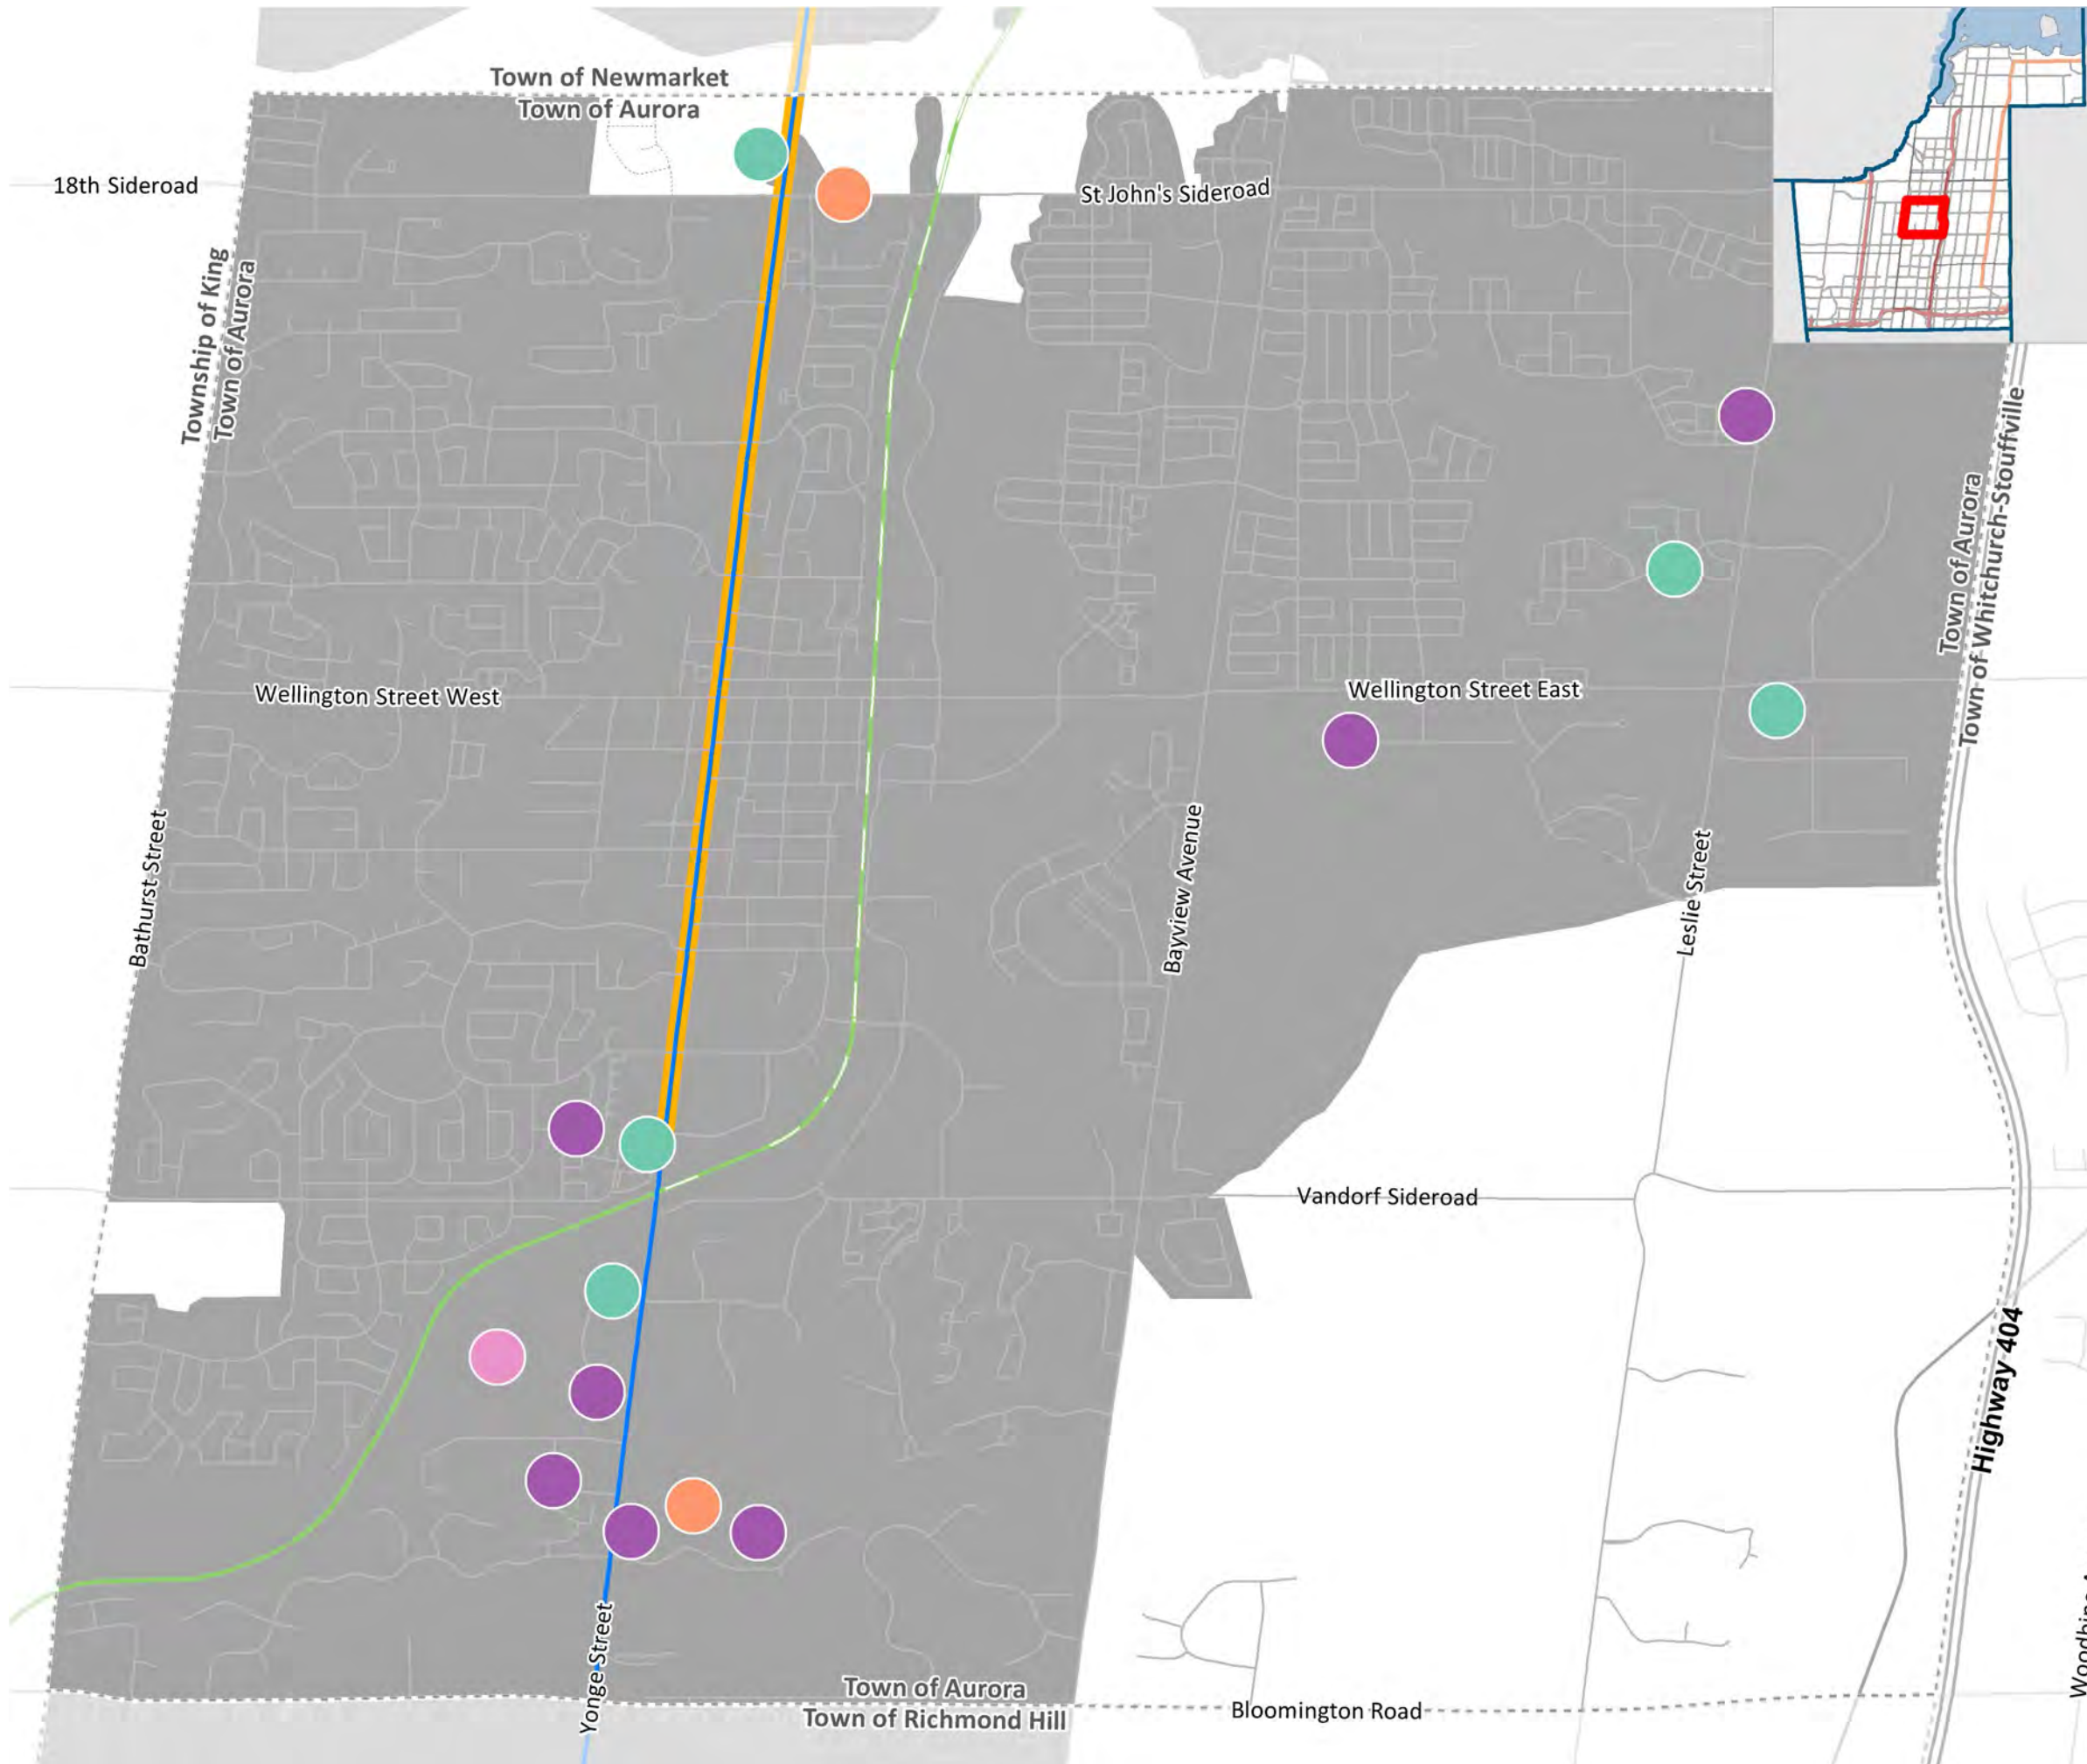 Town of Newmarket
Town of Aurora
18th Sideroad
St John's Sideroad
Township of King
Town of Aurora
Town of Aurora
Town of Whitchurch-Stouffville
Wellington Street West
Wellington Street East
Bathurst Street
Bayview Avenue
Leslie Street
Vandorf Sideroad
Highway 404
Yonge Street
Town of Aurora
Town of Richmond Hill
Bloomington Road